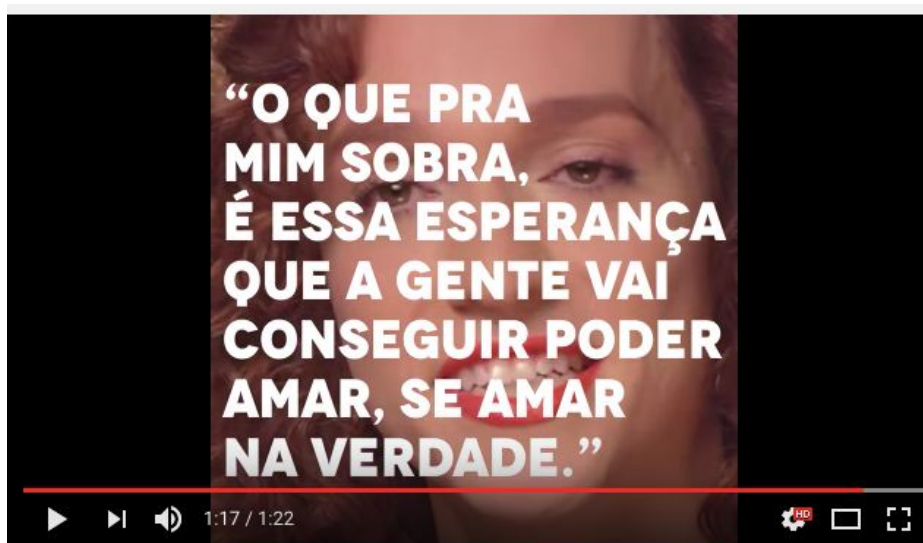 “O QUE PRA
MIM SOBRA,
É ESSA ESPERANÇA
QUE A GENTE VAI
CONSEGUIR PODER
AMAR, SE AMAR
NA VERDADE.”
1:17 / 1:22
HD